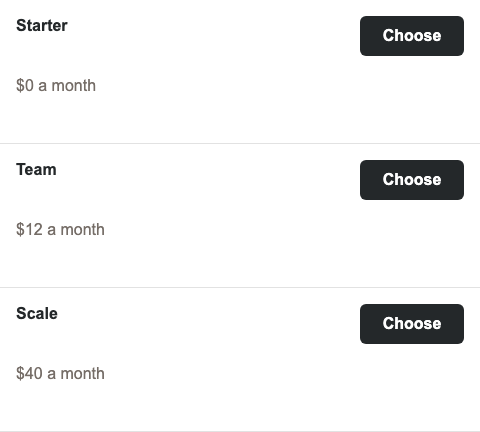 Starter
Choose
$0 a month
Team
Choose
$12 a month
Scale
Choose
$40 a month